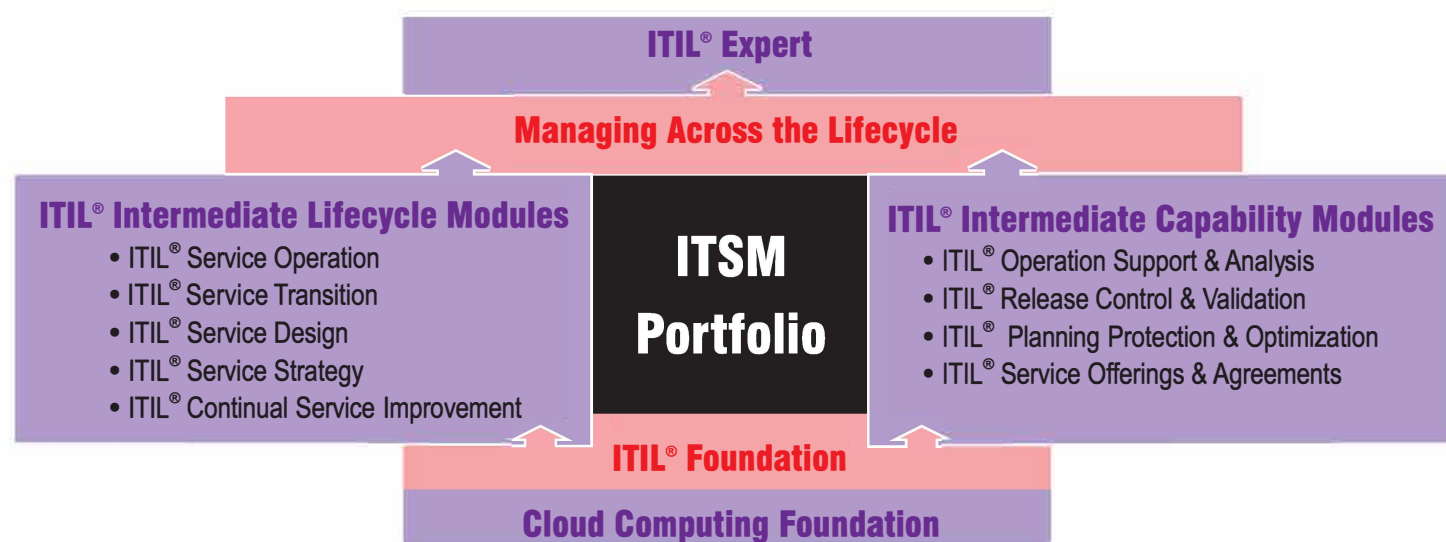 ITIL® Expert
Managing Across the Lifecycle
ITIL® Intermediate Lifecycle Modules
• ITIL® Service Operation
• ITIL® Service Transition
• ITIL® Service Design
• ITIL® Service Strategy
• ITIL® Continual Service Improvement
ITSM
Portfolio
ITIL® Intermediate Capability Modules
• ITIL® Operation Support & Analysis
• ITIL® Release Control & Validation
• ITIL® Planning Protection & Optimization
• ITIL® Service Offerings & Agreements
ITIL® Foundation
Cloud Computing Foundation